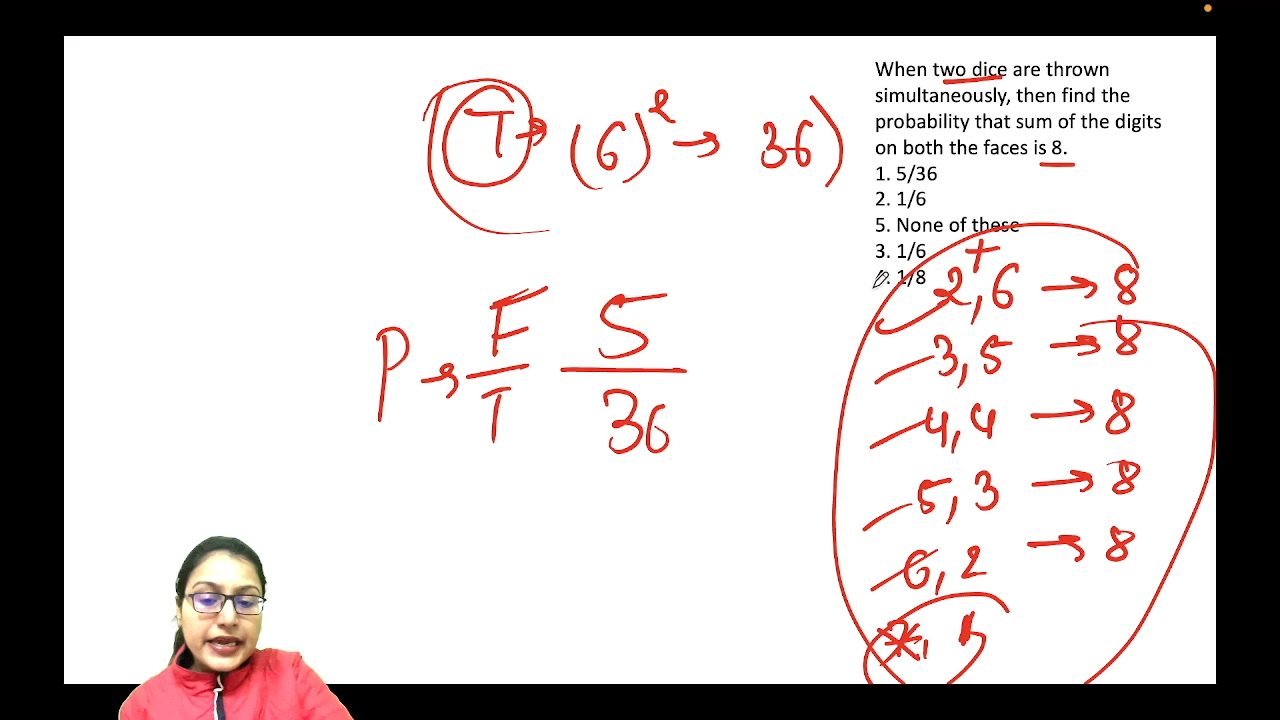 When two dice are thrown
simultaneously, then find the
probability that sum of the digits
on both the faces is 8.
1. 5/36
2. 1/6
5. None of these
3. 1/6
. 1/8
T → (6)² → 36)
P → F/T 5/36
+
2,6 → 8
3,5 → 8
4,4 → 8
5,3 → 8
6,2 → 8